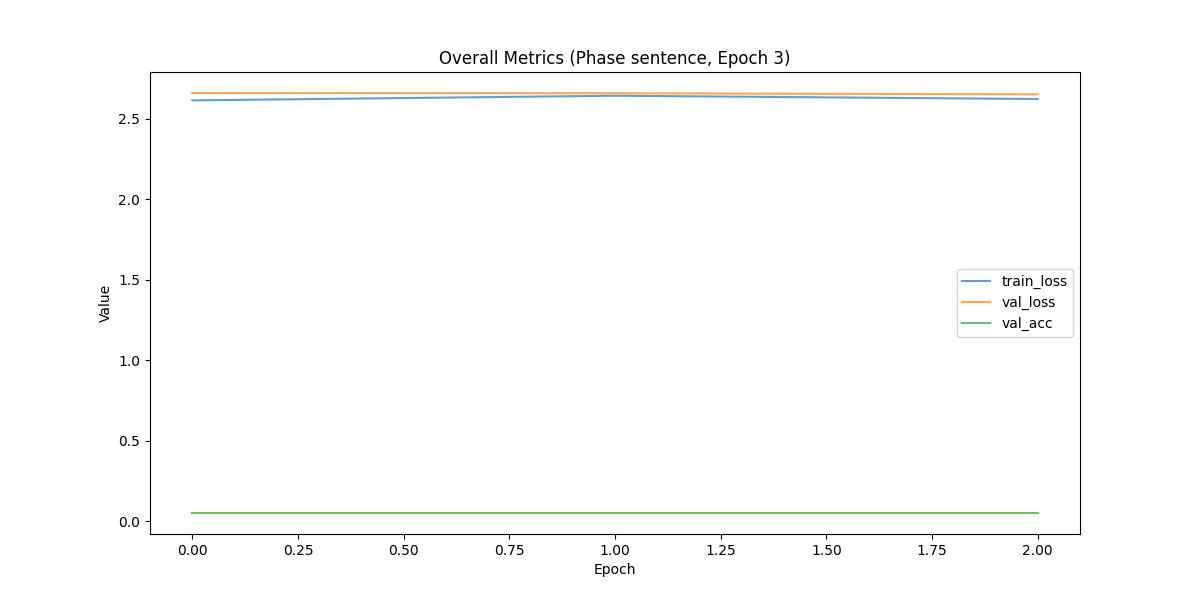 Overall Metrics (Phase sentence, Epoch 3)
2.5
2.0
1.5
1.0
0.5
0.0
Value
train_loss
val_loss
val_acc
0.00 0.25 0.50 0.75 1.00 1.25 1.50 1.75 2.00
Epoch